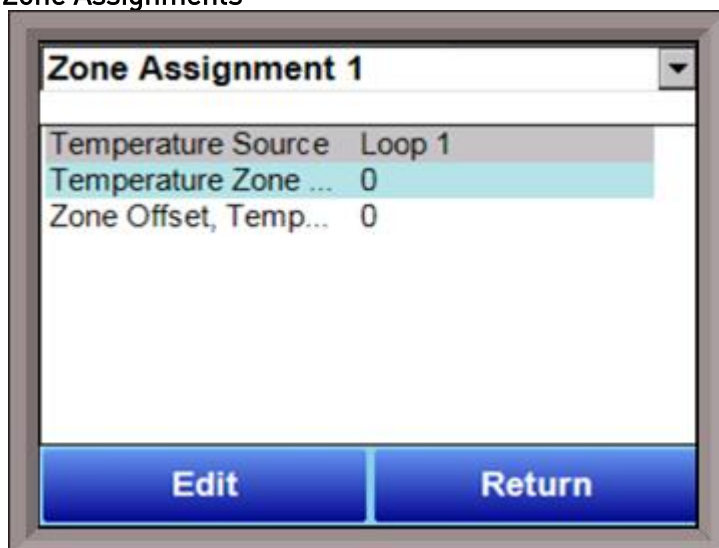 Zone Assignments
Zone Assignment 1
Temperature Source Loop 1
Temperature Zone ... 0
Zone Offset, Temp... 0
Edit Return